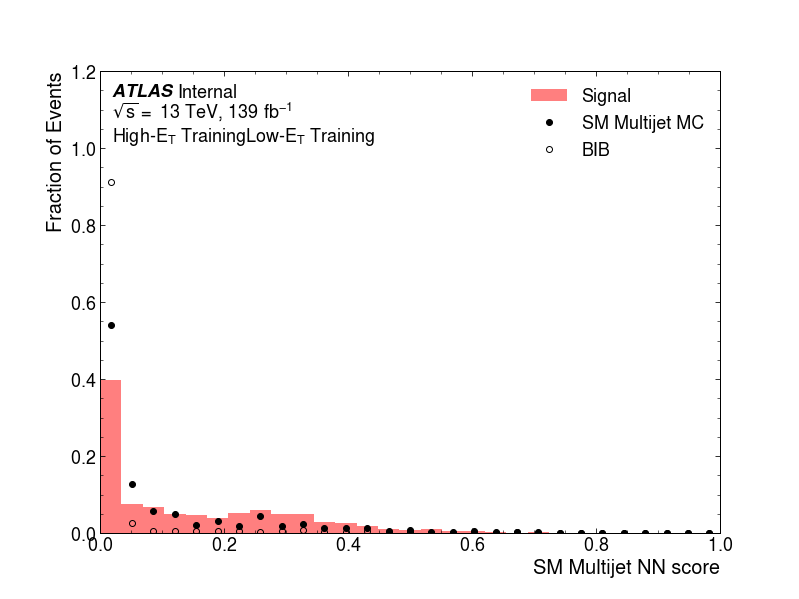 ATLAS Internal
√s = 13 TeV, 139 fb⁻¹
High-E_T TrainingLow-E_T Training
Signal
SM Multijet MC
BIB
Fraction of Events
1.2
1.0
0.8
0.6
0.4
0.2
0.0
0.0 0.2 0.4 0.6 0.8 1.0
SM Multijet NN score